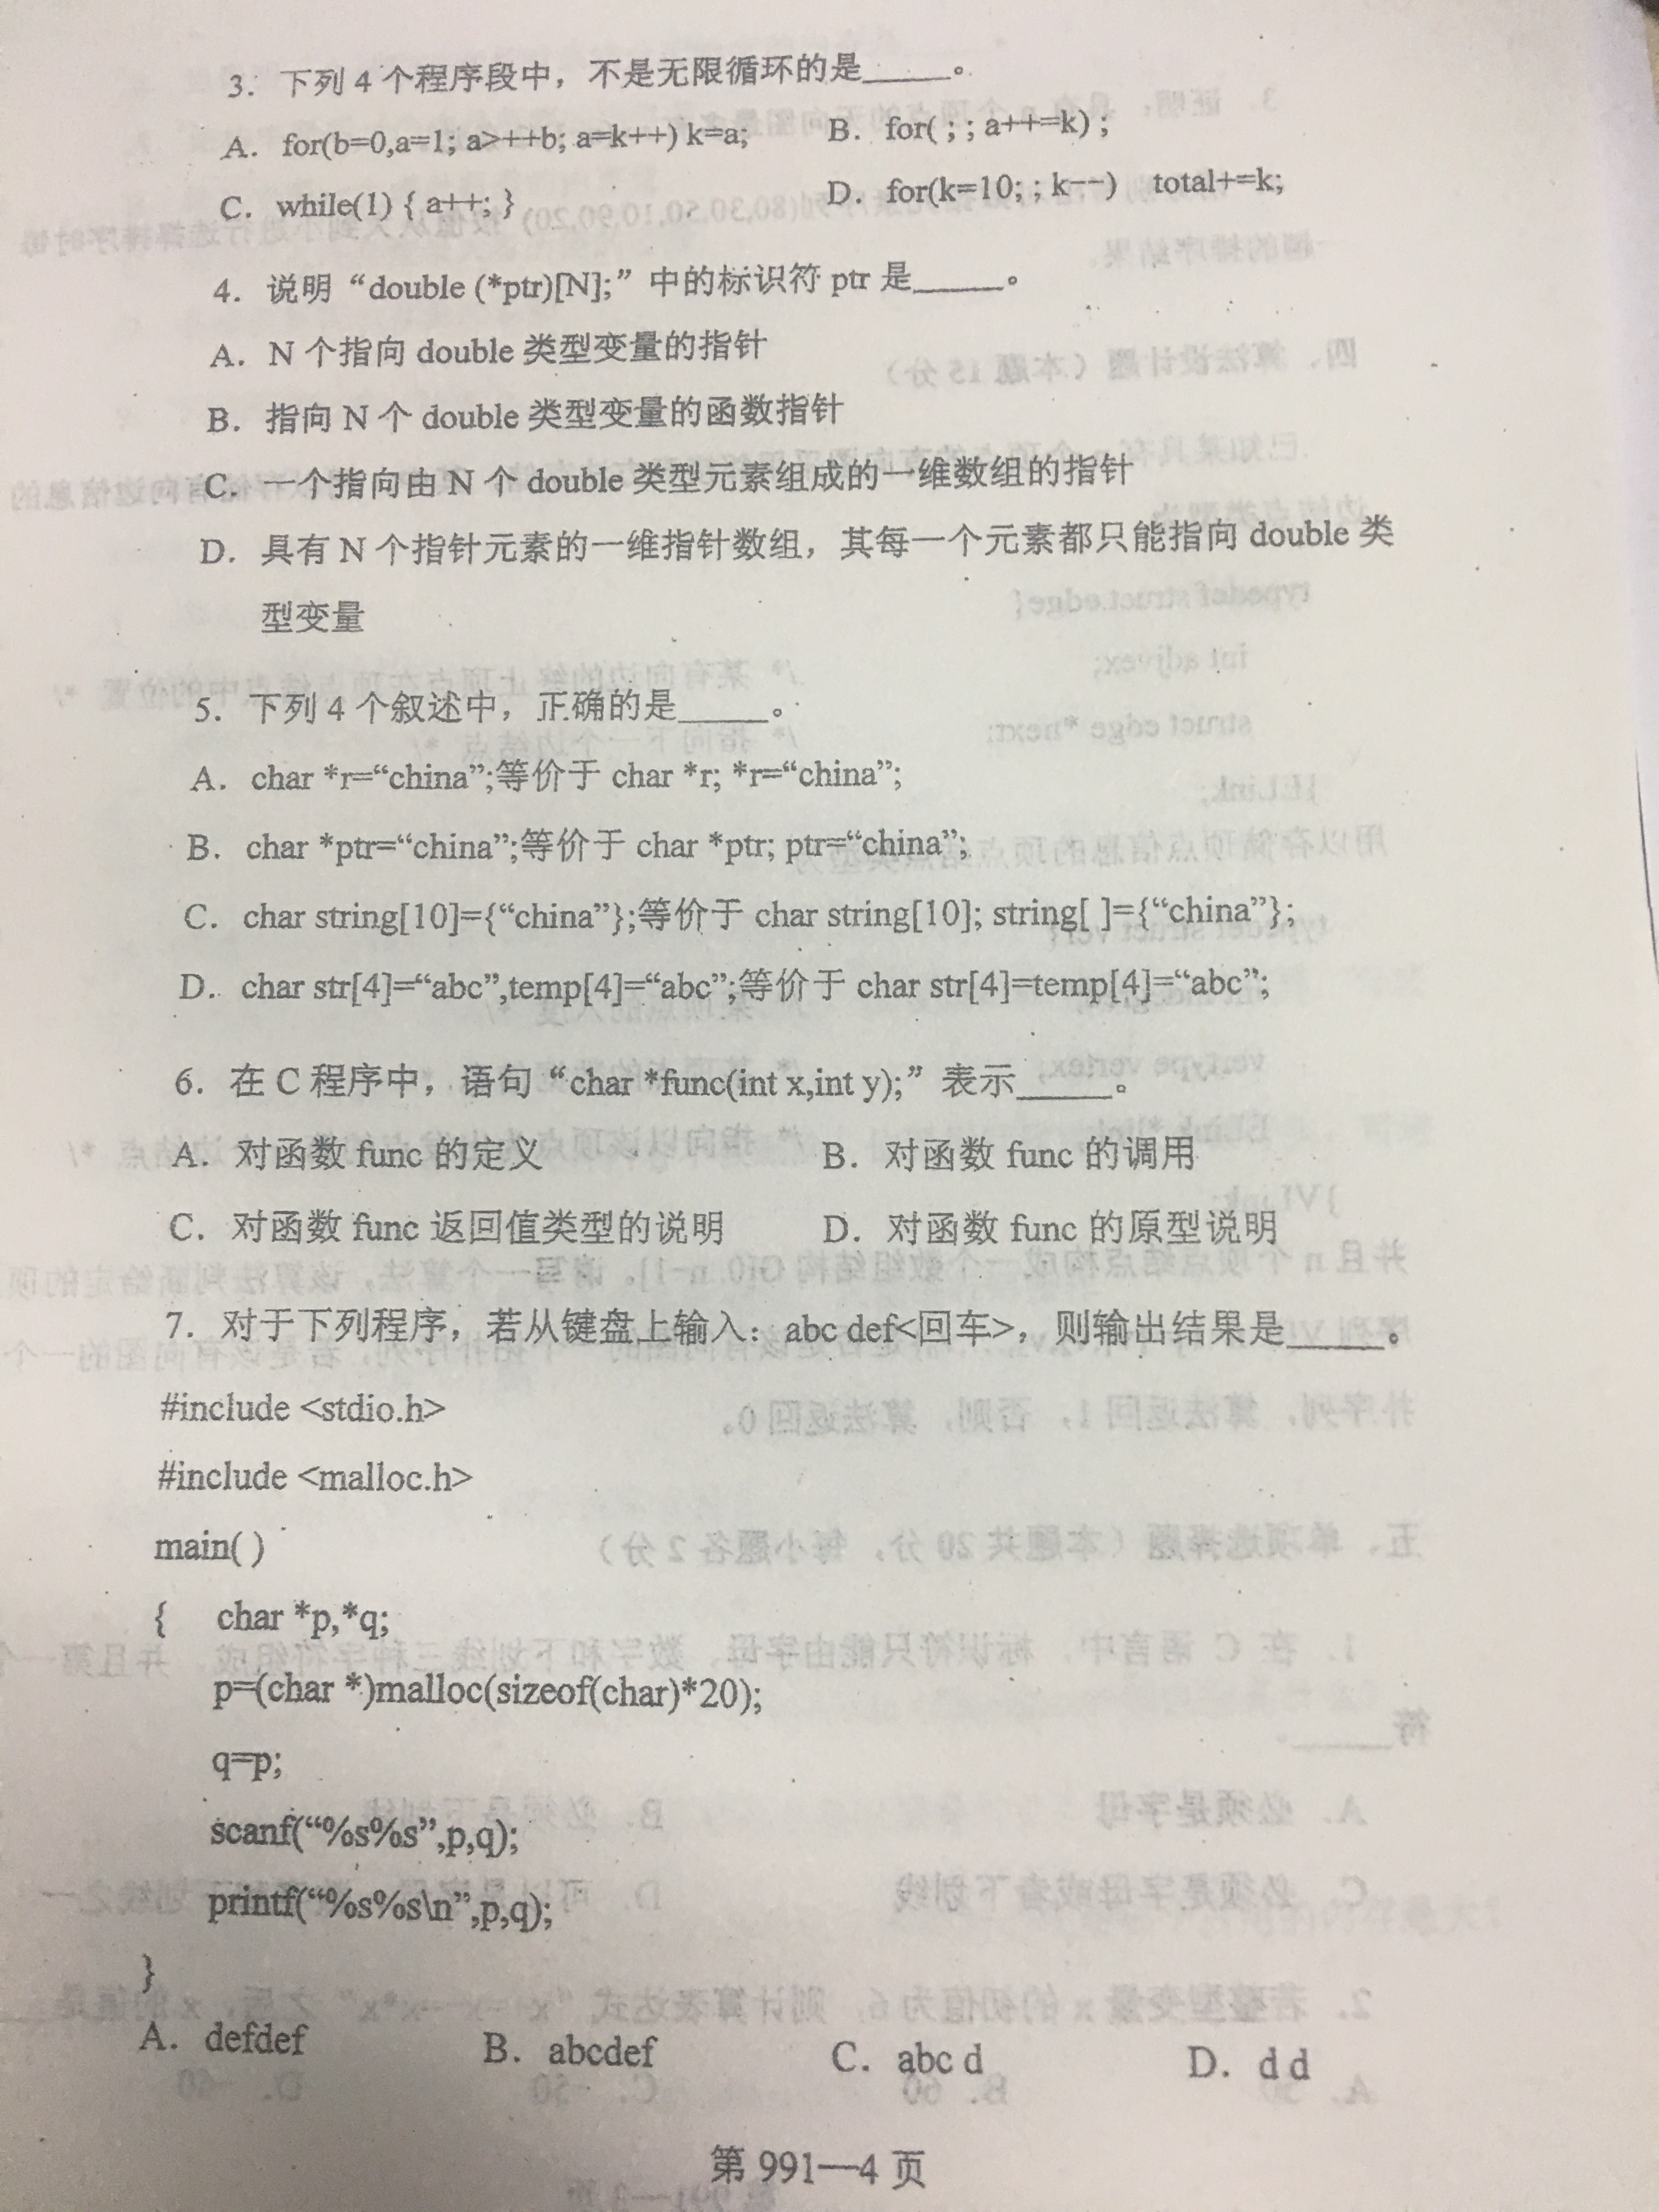 3. 下列 4 个程序段中，不是无限循环的是_____。
A. for(b=0,a=1; a>++b; a=k++) k=a; B. for( ; ; a++=k) ;
C. while(1) { a++; } D. for(k=10; ; k--) total+=k;
4. 说明“double (*ptr)[N];”中的标识符 ptr 是_____。
A. N 个指向 double 类型变量的指针
B. 指向 N 个 double 类型变量的函数指针
C. 一个指向由 N 个 double 类型元素组成的一维数组的指针
D. 具有 N 个指针元素的一维指针数组，其每一个元素都只能指向 double 类
型变量
5. 下列 4 个叙述中，正确的是_____。
A. char *r=“china”;等价于 char *r; *r=“china”;
B. char *ptr=“china”;等价于 char *ptr; ptr=“china”;
C. char string[10]={“china”};等价于 char string[10]; string[ ]={“china”};
D. char str[4]=“abc”,temp[4]=“abc”;等价于 char str[4]=temp[4]=“abc”;
6. 在 C 程序中，语句“char *func(int x,int y);”表示_____。
A. 对函数 func 的定义 B. 对函数 func 的调用
C. 对函数 func 返回值类型的说明 D. 对函数 func 的原型说明
7. 对于下列程序，若从键盘上输入：abc def<回车>，则输出结果是_____。
#include <stdio.h>
#include <malloc.h>
main( )
{ char *p,*q;
p=(char *)malloc(sizeof(char)*20);
q=p;
scanf(“%s%s”,p,q);
printf(“%s%s\n”,p,q);
}
A. defdef B. abcdef C. abc d D. d d
第 991—4 页